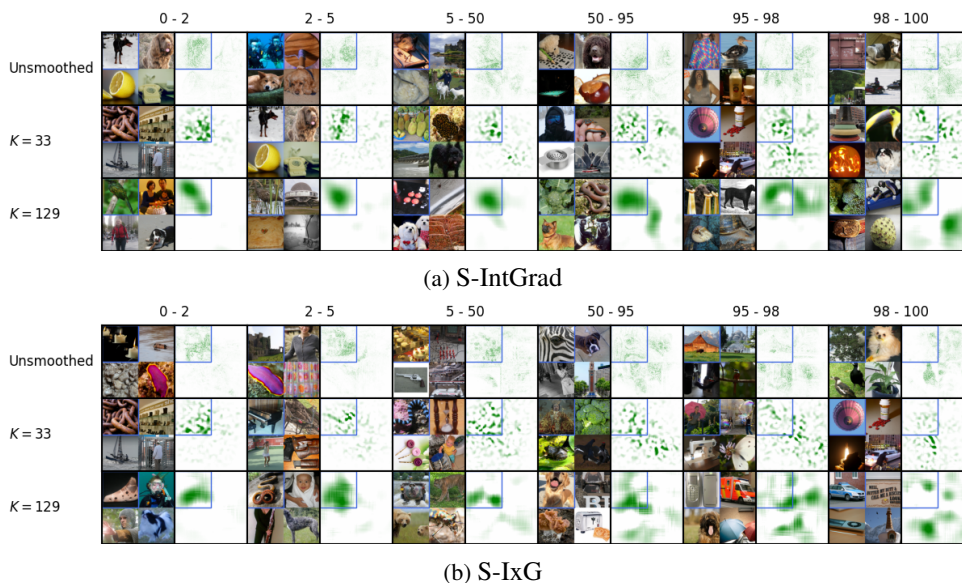 0 - 2 2 - 5 5 - 50 50 - 95 95 - 98 98 - 100
Unsmoothed
K = 33
K = 129
(a) S-IntGrad
0 - 2 2 - 5 5 - 50 50 - 95 95 - 98 98 - 100
Unsmoothed
K = 33
K = 129
(b) S-IxG